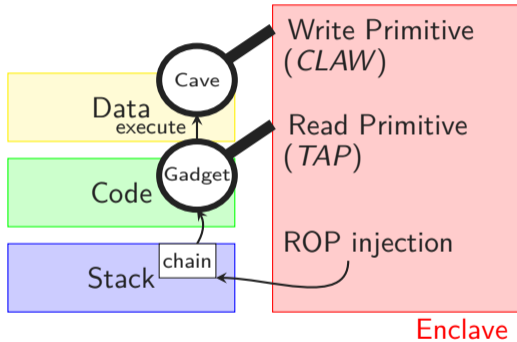 Write Primitive
(CLAW)
Cave
Data
execute
Read Primitive
(TAP)
Gadget
Code
ROP injection
chain
Stack
Enclave